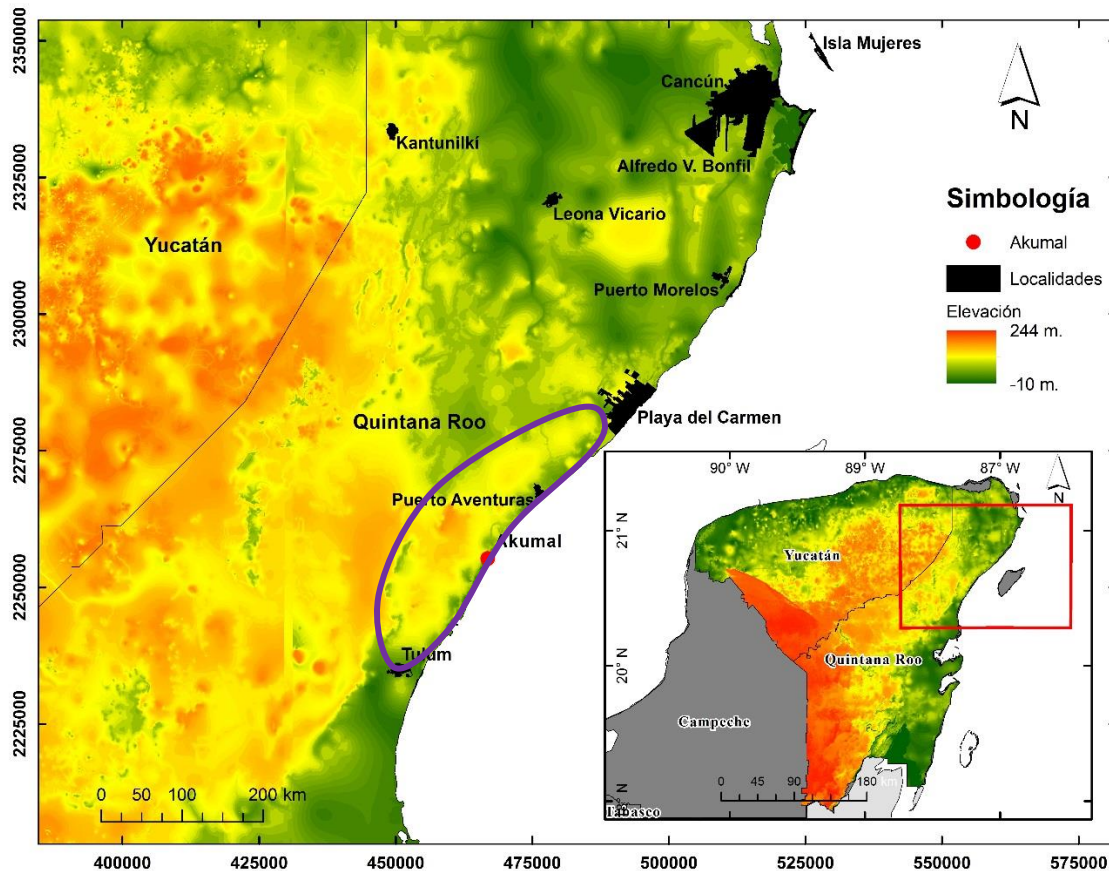 2350000
2325000
2300000
2275000
2250000
2225000
Isla Mujeres
Cancún
Kantunilkí
Alfredo V. Bonfil
Leona Vicario
Yucatán
Puerto Morelos
Quintana Roo
Playa del Carmen
Puerto Aventuras
Akumal
Tulum
0 50 100 200 km
400000 425000 450000 475000 500000 525000 550000 575000
N
Simbología
Akumal
Localidades
Elevación
244 m.
-10 m.
90° W 89° W 87° W
N
21° N
20° N
Yucatán
Quintana Roo
Campeche
0 45 90 180 km
Tabasco